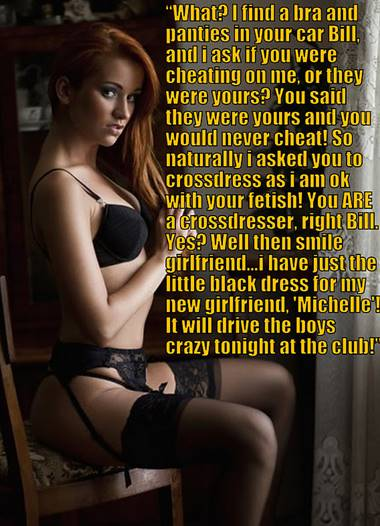 “What? I find a bra and
panties in your car Bill,
and i ask if you were
cheating on me, or they
were yours? You said
they were yours and you
would never cheat! So
naturally i asked you to
crossdress as i am ok
with your fetish! You ARE
a crossdresser, right Bill.
Yes? Well then smile
girlfriend...i have just the
little black dress for my
new girlfriend, 'Michelle'!
It will drive the boys
crazy tonight at the club!"